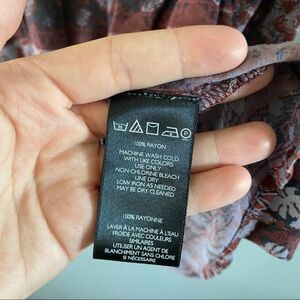 100% RAYON
MACHINE WASH COLD
WITH LIKE COLORS
USE ONLY
NON-CHLORINE BLEACH
LINE DRY
LOW IRON AS NEEDED
MAY BE DRY CLEANED
100% RAYONNE
LAVER À LA MACHINE À L'EAU
FROIDE AVEC COULEURS
SIMILAIRES
UTILISER UN AGENT DE
BLANCHIMENT SANS CHLOR
SI NÉCESSAIRE